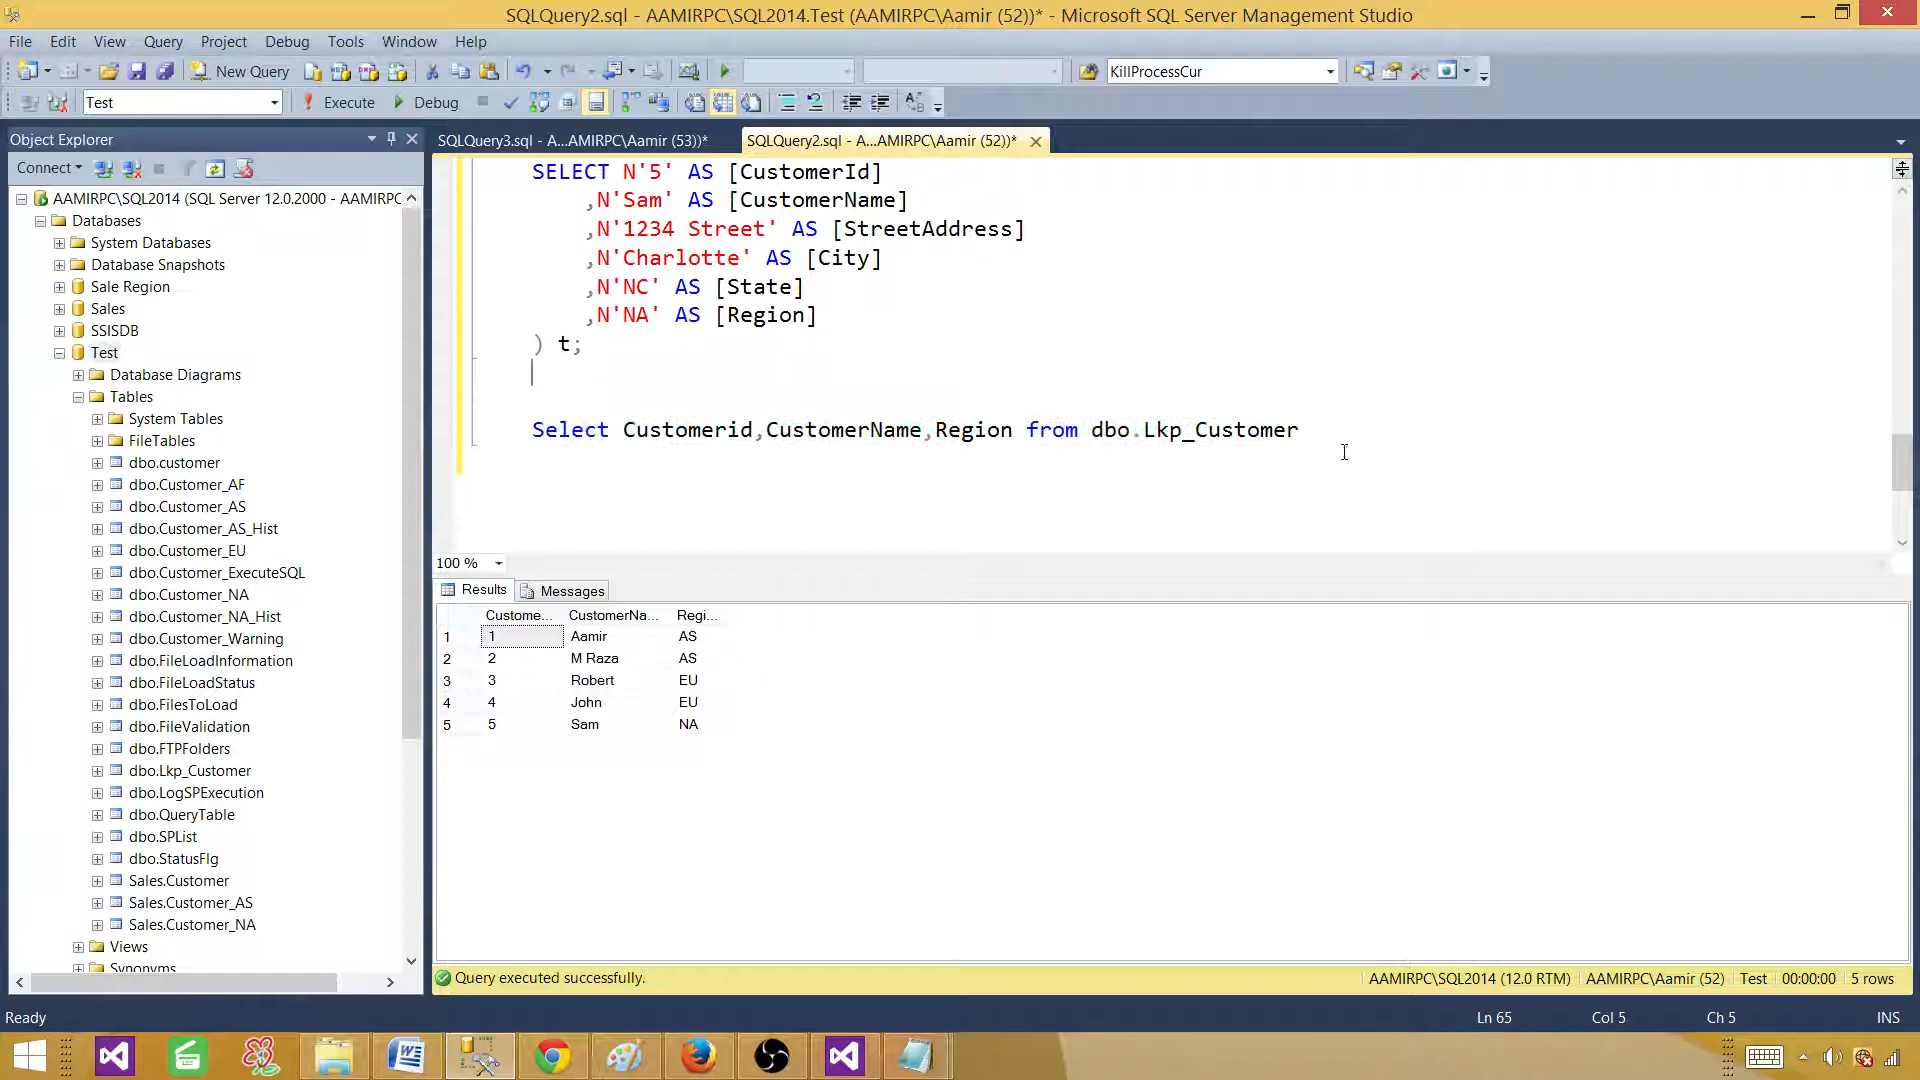 SQLQuery2.sql - AAMIRPC\SQL2014.Test (AAMIRPC\Aamir (52))* - Microsoft SQL Server Management Studio
File Edit View Query Project Debug Tools Window Help
New Query KillProcessCur
Test Execute Debug
Object Explorer
Connect
AAMIRPC\SQL2014 (SQL Server 12.0.2000 - AAMIRPC
Databases
System Databases
Database Snapshots
Sale Region
Sales
SSISDB
Test
Database Diagrams
Tables
System Tables
FileTables
dbo.customer
dbo.Customer_AF
dbo.Customer_AS
dbo.Customer_AS_Hist
dbo.Customer_EU
dbo.Customer_ExecuteSQL
dbo.Customer_NA
dbo.Customer_NA_Hist
dbo.Customer_Warning
dbo.FileLoadInformation
dbo.FileLoadStatus
dbo.FilesToLoad
dbo.FileValidation
dbo.FTPFolders
dbo.Lkp_Customer
dbo.LogSPExecution
dbo.QueryTable
dbo.SPList
dbo.StatusFlg
Sales.Customer
Sales.Customer_AS
Sales.Customer_NA
Views
Synonyms
SQLQuery3.sql - A...AMIRPC\Aamir (53))* SQLQuery2.sql - A...AMIRPC\Aamir (52))*
SELECT N'5' AS [CustomerId]
,N'Sam' AS [CustomerName]
,N'1234 Street' AS [StreetAddress]
,N'Charlotte' AS [City]
,N'NC' AS [State]
,N'NA' AS [Region]
) t;
Select Customerid,CustomerName,Region from dbo.Lkp_Customer
100 %
Results Messages
Custome... CustomerNa... Regi...
1 1 Aamir AS
2 2 M Raza AS
3 3 Robert EU
4 4 John EU
5 5 Sam NA
Query executed successfully. AAMIRPC\SQL2014 (12.0 RTM) AAMIRPC\Aamir (52) Test 00:00:00 5 rows
Ready Ln 65 Col 5 Ch 5 INS